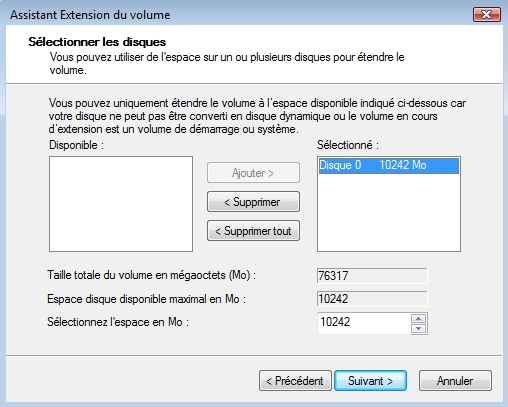 Assistant Extension du volume
Sélectionner les disques
Vous pouvez utiliser de l'espace sur un ou plusieurs disques pour étendre le
volume.
Vous pouvez uniquement étendre le volume à l'espace disponible indiqué ci-dessous car
votre disque ne peut pas être converti en disque dynamique ou le volume en cours
d'extension est un volume de démarrage ou système.
Disponible :
Sélectionné :
Ajouter >
Disque 0 10242 Mo
< Supprimer
< Supprimer tout
Taille totale du volume en mégaoctets (Mo) : 76317
Espace disque disponible maximal en Mo : 10242
Sélectionnez l'espace en Mo : 10242
< Précédent Suivant > Annuler